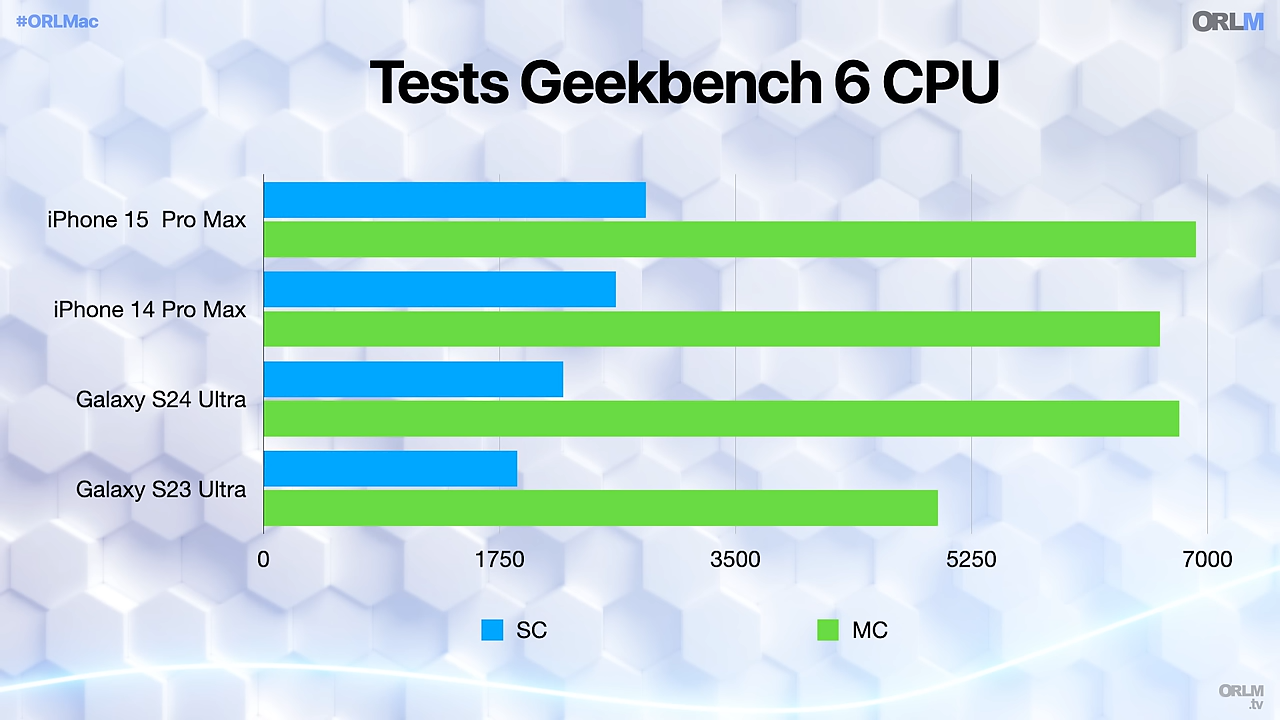 #ORLMac
ORLM
Tests Geekbench 6 CPU
iPhone 15 Pro Max
iPhone 14 Pro Max
Galaxy S24 Ultra
Galaxy S23 Ultra
0 1750 3500 5250 7000
SC MC
ORLM
.tv